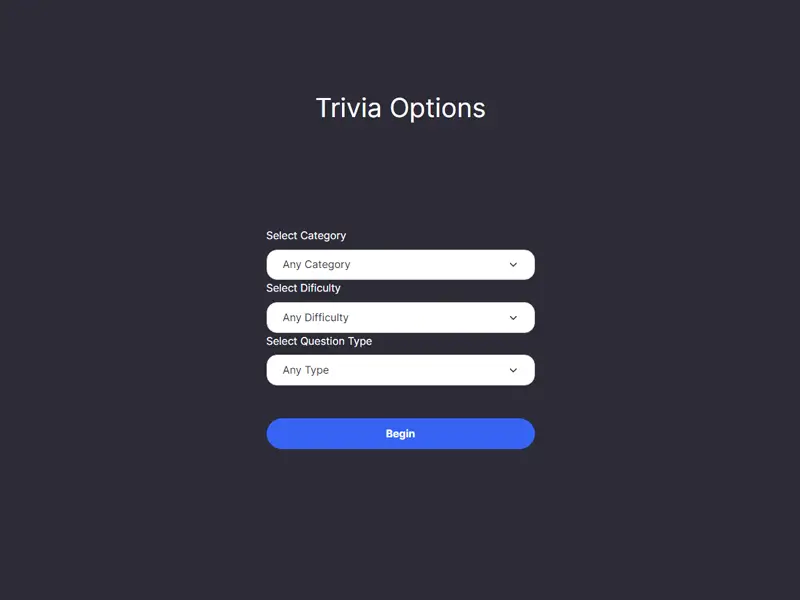 Trivia Options
Select Category
Any Category
Select Dificulty
Any Difficulty
Select Question Type
Any Type
Begin